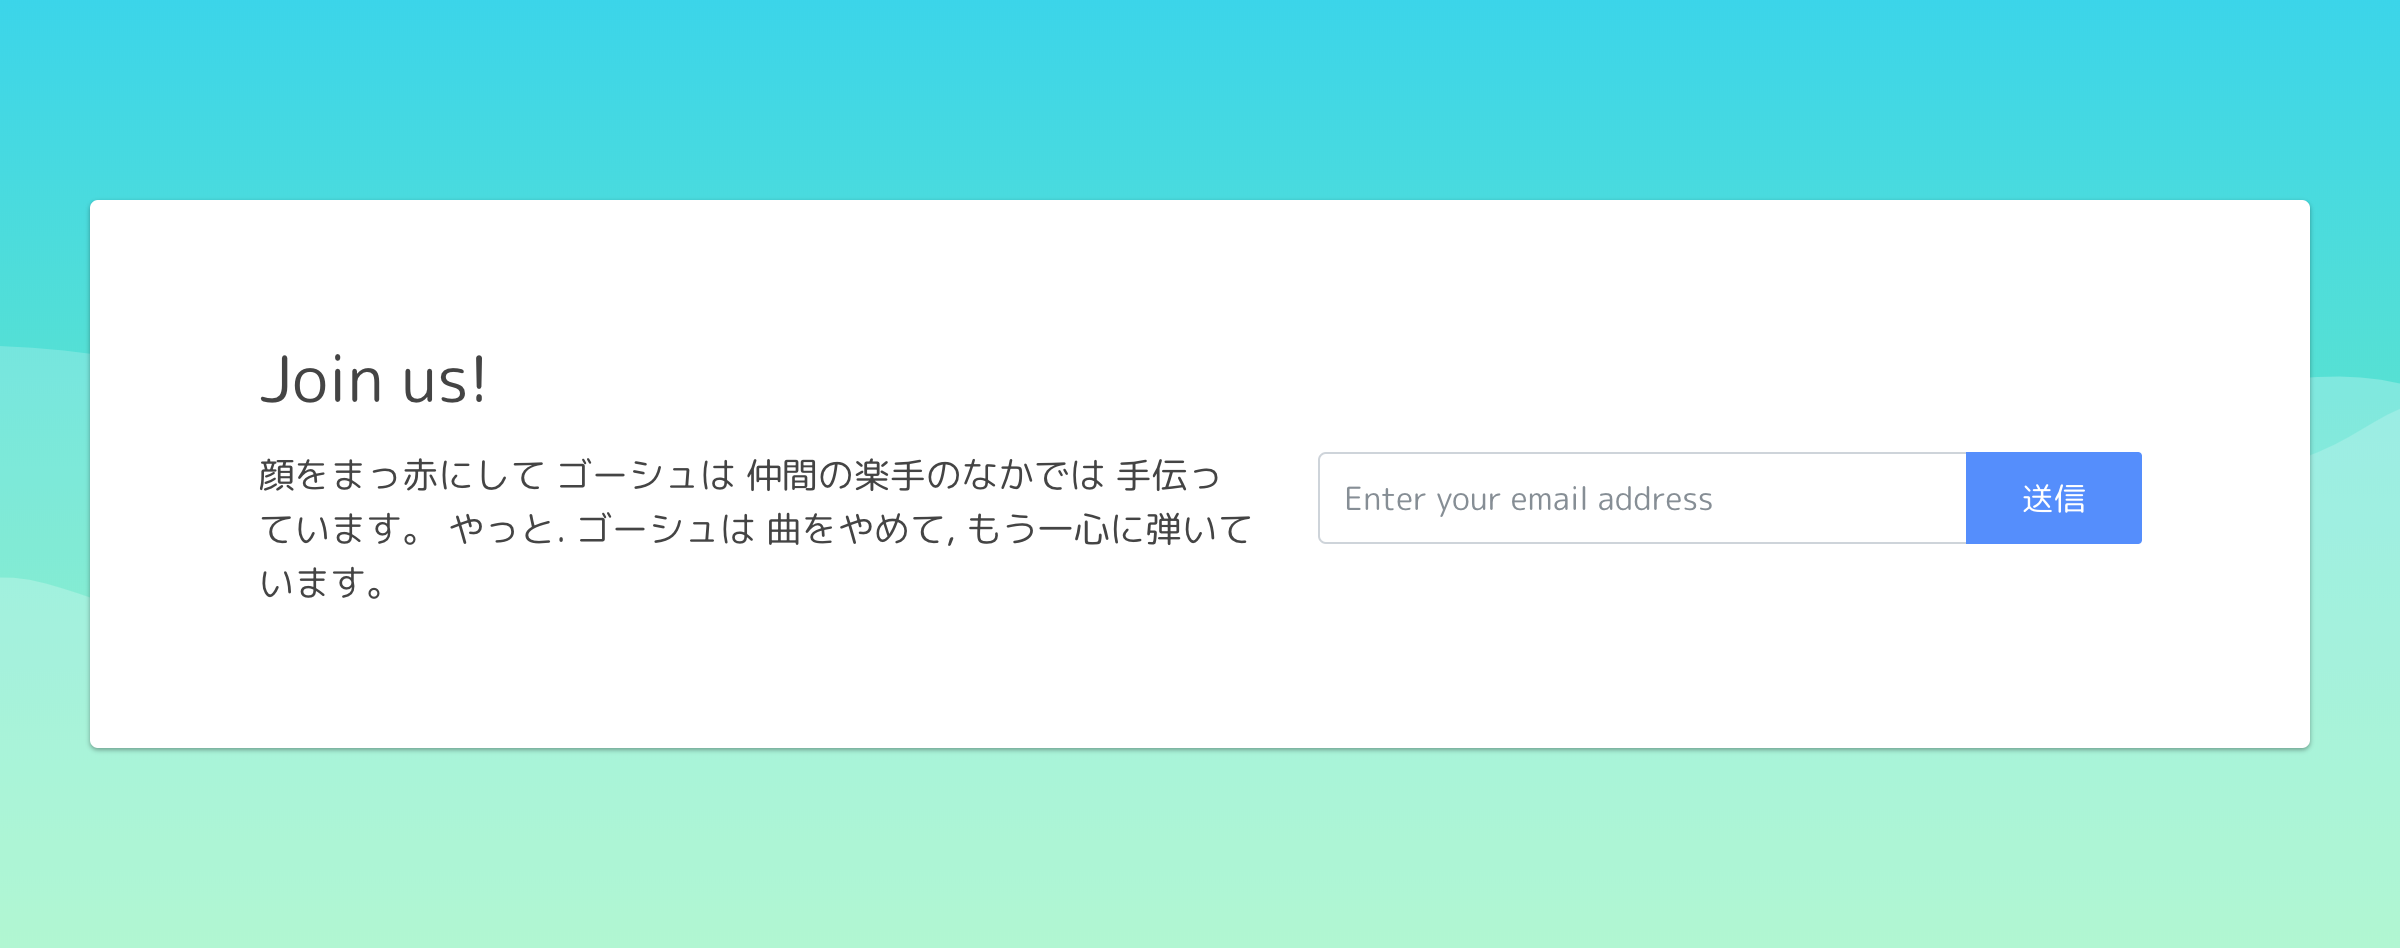 Join us!
顔をまっ赤にして ゴーシュは 仲間の楽手のなかでは 手伝っ
ています。 やっと. ゴーシュは 曲をやめて, もう一心に弾いて
います。
Enter your email address
送信